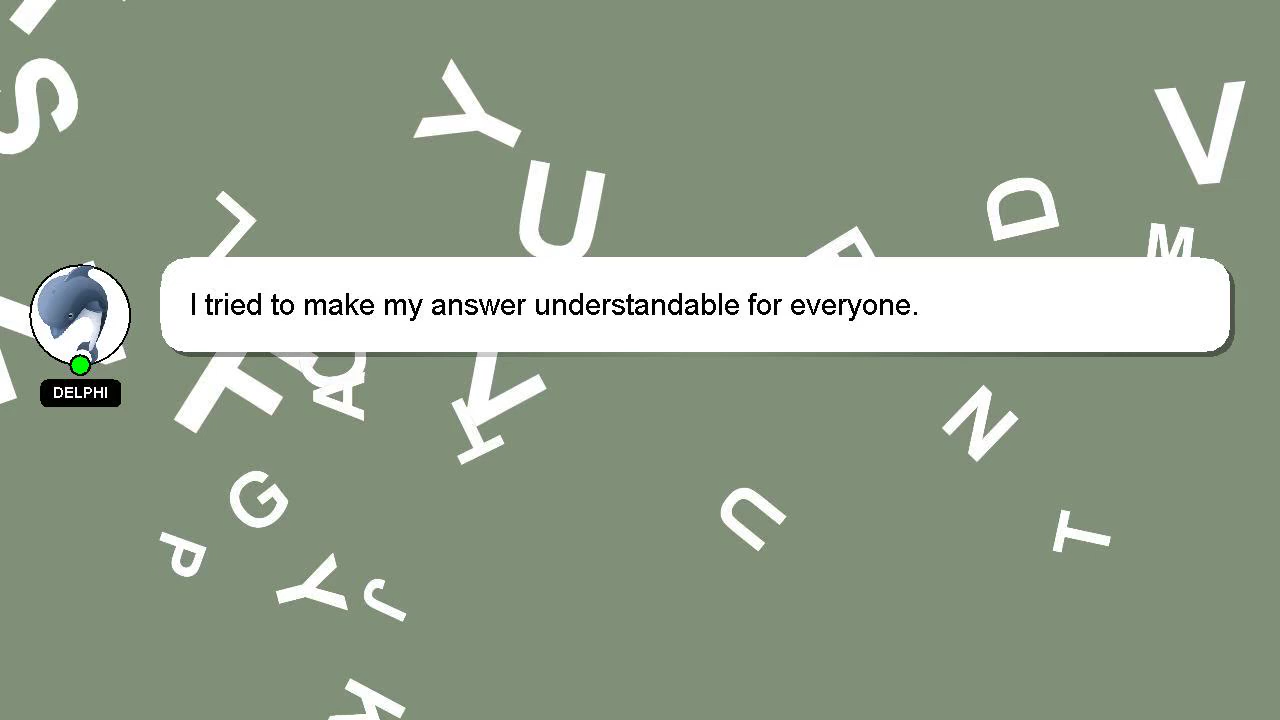 I tried to make my answer understandable for everyone.
DELPHI
S
Y
V
U
L
D
M
T
A
N
G
U
T
P
Y
J
K